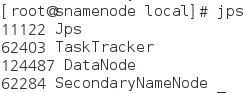 [root@snamenode local]# jps
11122 Jps
62403 TaskTracker
124487 DataNode
62284 SecondaryNameNode _